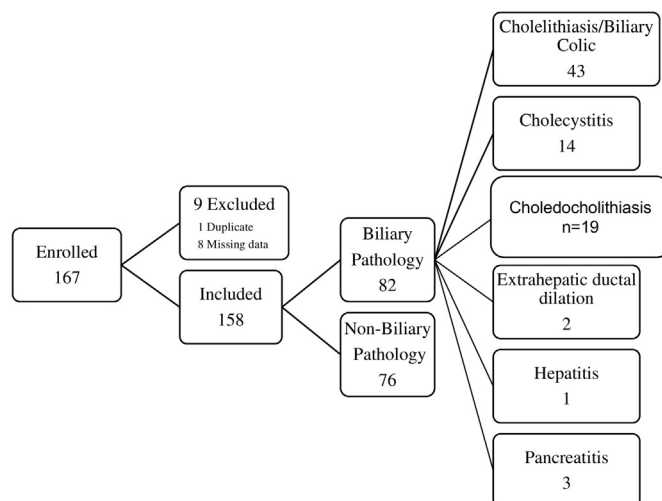 Enrolled
167
9 Excluded
1 Duplicate
8 Missing data
Included
158
Biliary
Pathology
82
Non-Biliary
Pathology
76
Cholelithiasis/Biliary
Colic
43
Cholecystitis
14
Choledocholithiasis
n=19
Extrahepatic ductal
dilation
2
Hepatitis
1
Pancreatitis
3